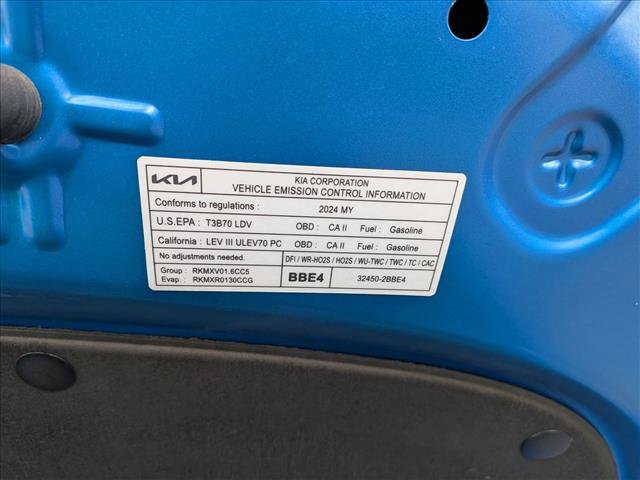 KIA
KIA CORPORATION
VEHICLE EMISSION CONTROL INFORMATION
Conforms to regulations : 2024 MY
U.S.EPA : T3B70 LDV OBD : CA II Fuel : Gasoline
California : LEV III ULEV70 PC OBD : CA II Fuel : Gasoline
No adjustments needed. DFI / WR-HO2S / HO2S / WU-TWC / TWC / TC / CAC
Group : RKMXV01.6CC5
Evap. : RKMXR0130CCG
BBE4 32450-2BBE4